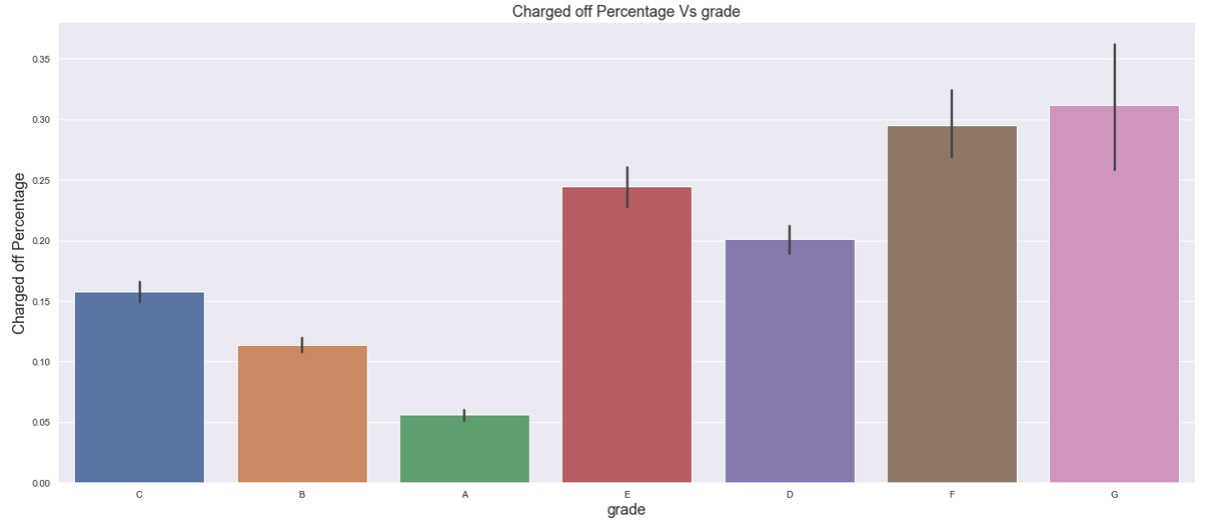 Charged off Percentage Vs grade
Charged off Percentage
0.35
0.30
0.25
0.20
0.15
0.10
0.05
0.00
C B A E D F G
grade